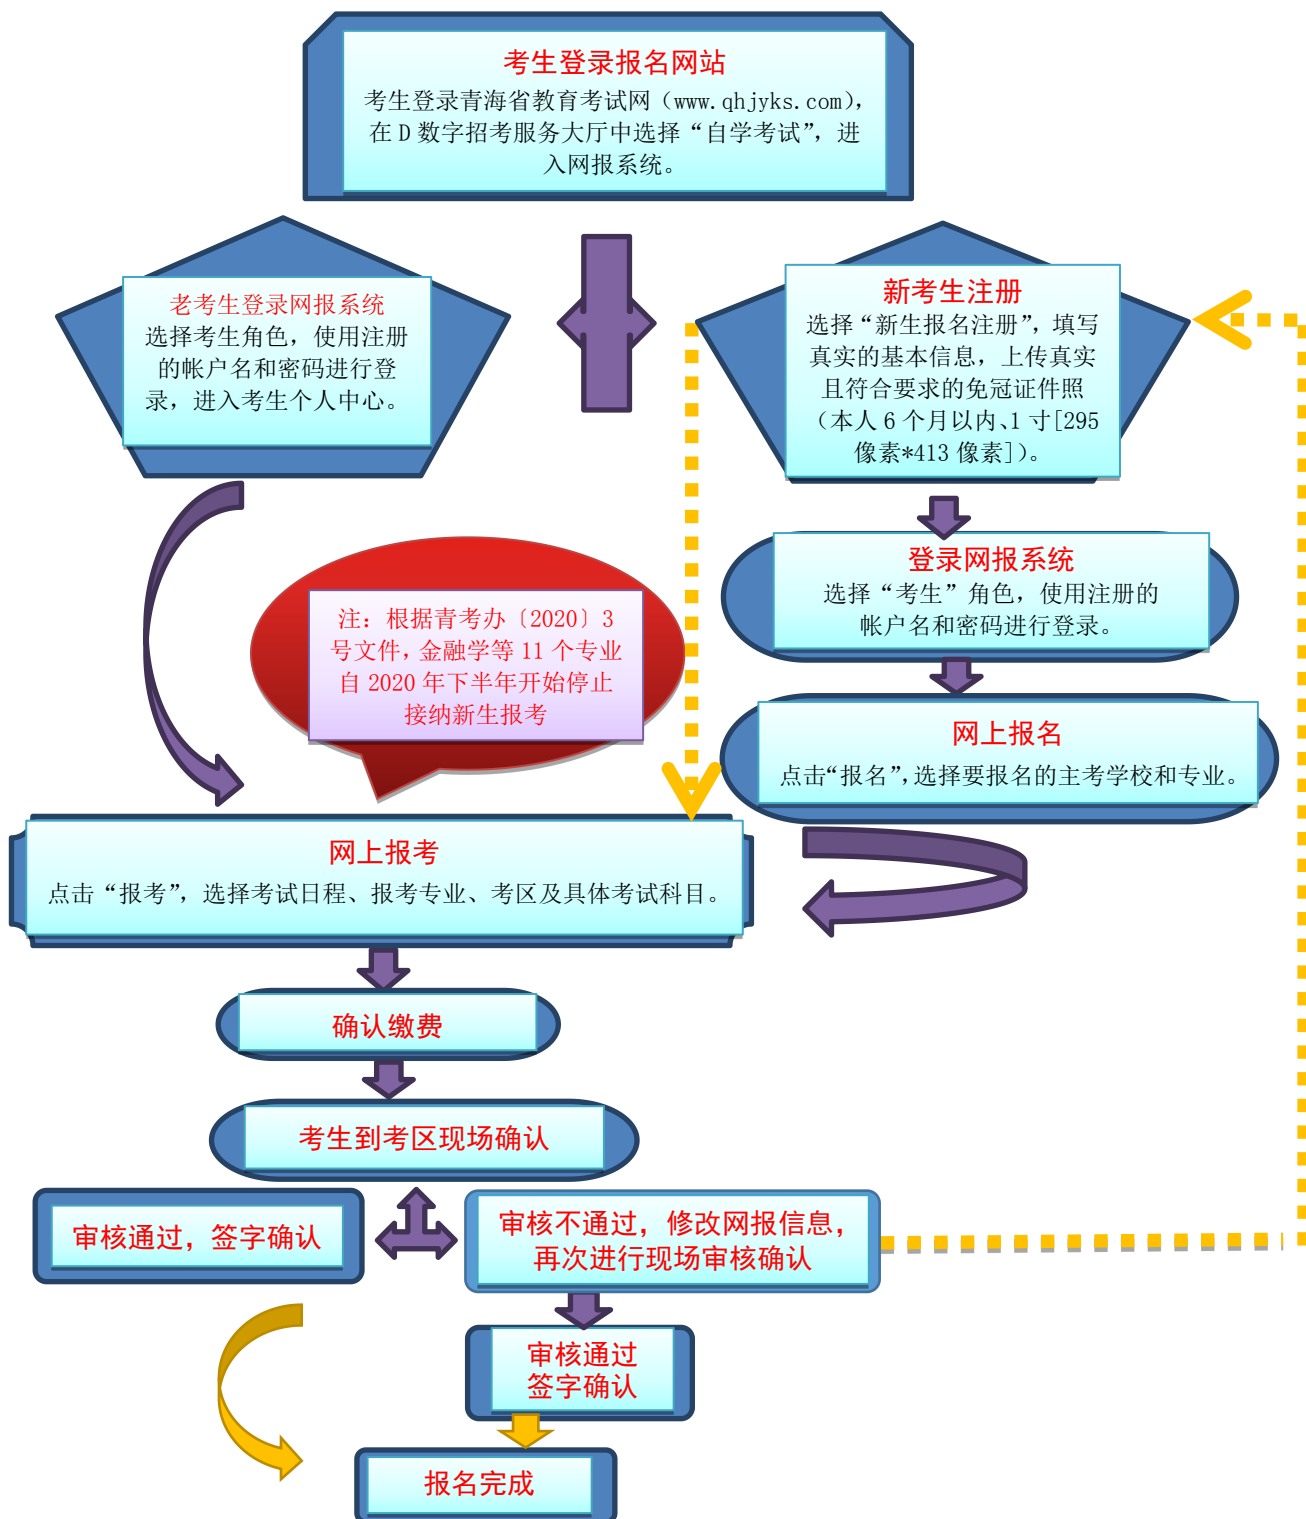 考生登录报名网站
考生登录青海省教育考试网（www.qhjyks.com），
在 D 数字招考服务大厅中选择“自学考试”，进
入网报系统。
老考生登录网报系统
选择考生角色，使用注册
的帐户名和密码进行登
录，进入考生个人中心。
新考生注册
选择“新生报名注册”，填写
真实的基本信息，上传真实
且符合要求的免冠证件照
（本人 6 个月以内、1 寸[295
像素*413 像素]）。
登录网报系统
选择“考生”角色，使用注册的
帐户名和密码进行登录。
注：根据青考办〔2020〕3
号文件，金融学等 11 个专业
自 2020 年下半年开始停止
接纳新生报考
网上报名
点击“报名”，选择要报名的主考学校和专业。
网上报考
点击“报考”，选择考试日程、报考专业、考区及具体考试科目。
确认缴费
考生到考区现场确认
审核通过，签字确认
审核不通过，修改网报信息，
再次进行现场审核确认
审核通过
签字确认
报名完成